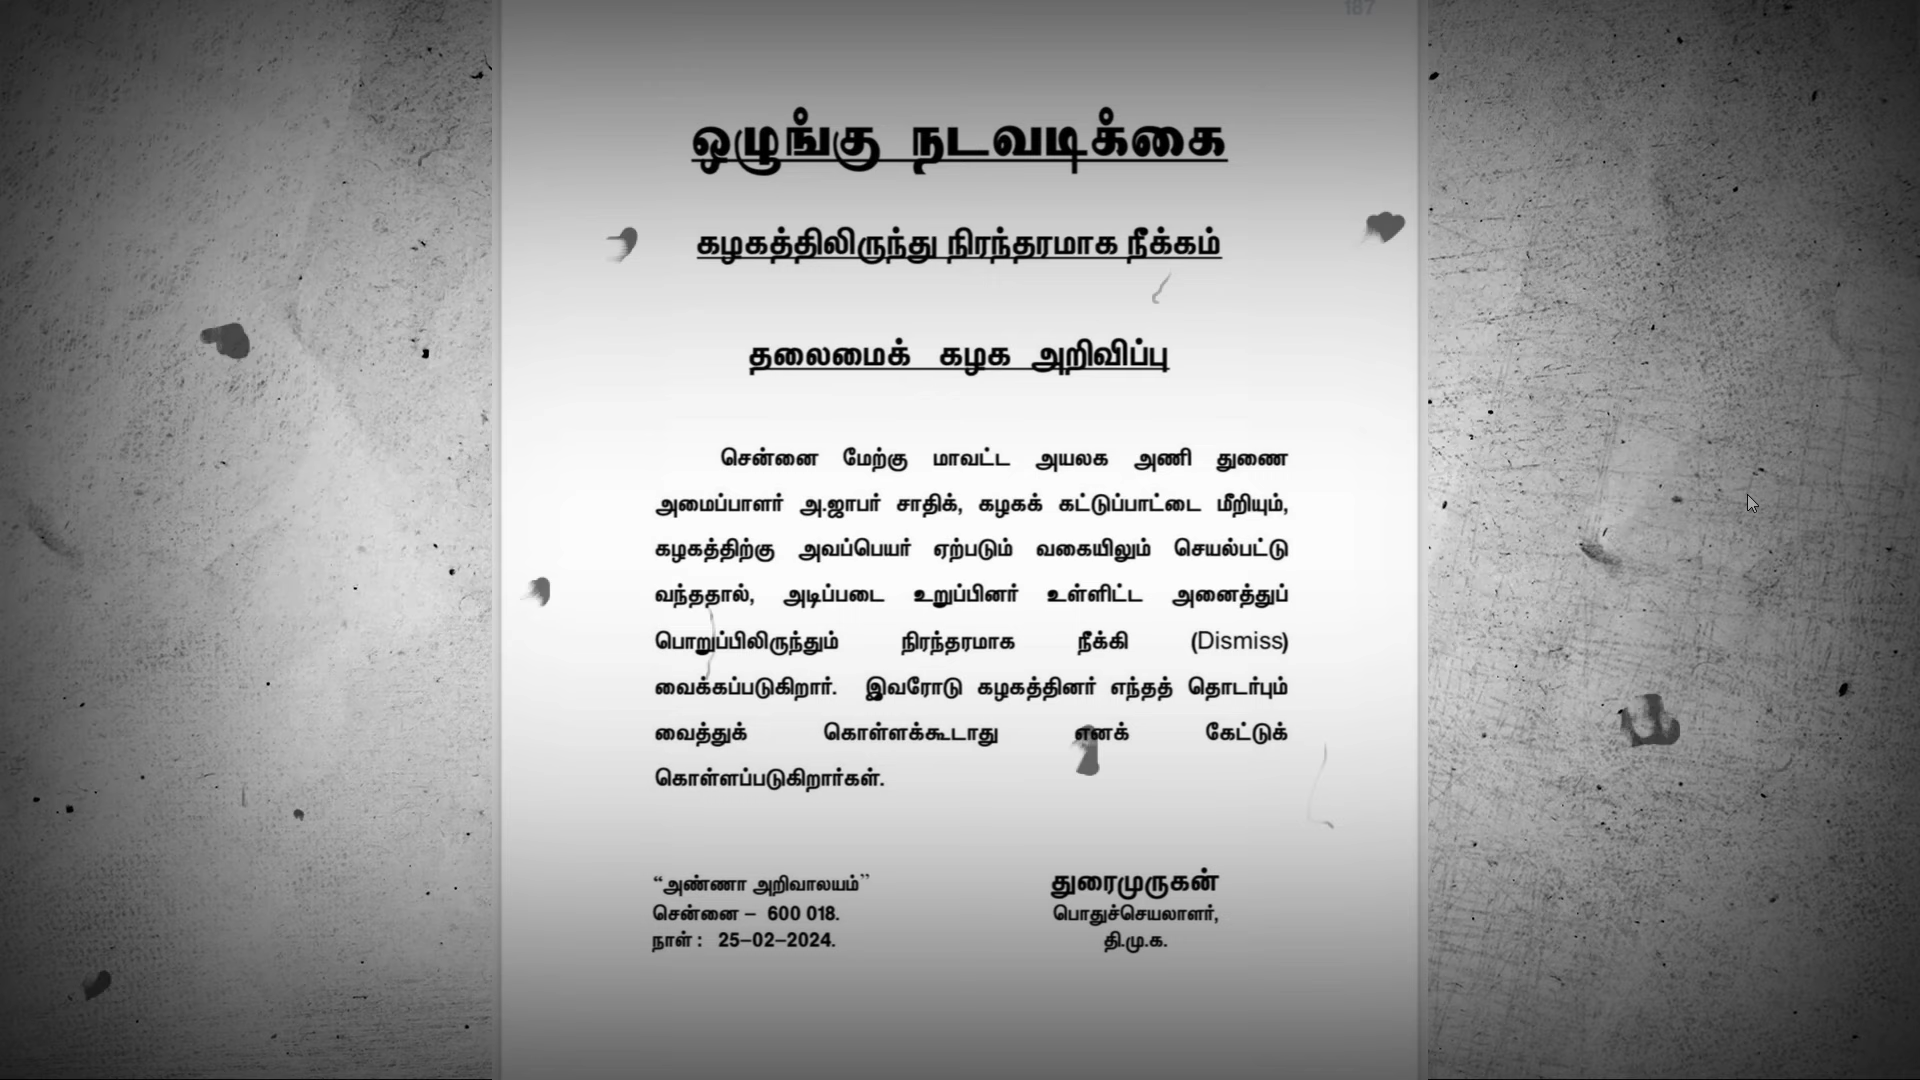 187
ஒழுங்கு நடவடிக்கை
கழகத்திலிருந்து நிரந்தரமாக நீக்கம்
தலைமைக் கழக அறிவிப்பு
சென்னை மேற்கு மாவட்ட அயலக அணி துணை
அமைப்பாளர் அ.ஜாபர் சாதிக், கழகக் கட்டுப்பாட்டை மீறியும்,
கழகத்திற்கு அவப்பெயர் ஏற்படும் வகையிலும் செயல்பட்டு
வந்ததால், அடிப்படை உறுப்பினர் உள்ளிட்ட அனைத்துப்
பொறுப்பிலிருந்தும் நிரந்தரமாக நீக்கி (Dismiss)
வைக்கப்படுகிறார். இவரோடு கழகத்தினர் எந்தத் தொடர்பும்
வைத்துக் கொள்ளக்கூடாது எனக் கேட்டுக்
கொள்ளப்படுகிறார்கள்.
“அண்ணா அறிவாலயம்”
சென்னை – 600 018.
நாள் : 25–02–2024.
துரைமுருகன்
பொதுச்செயலாளர்,
தி.மு.க.